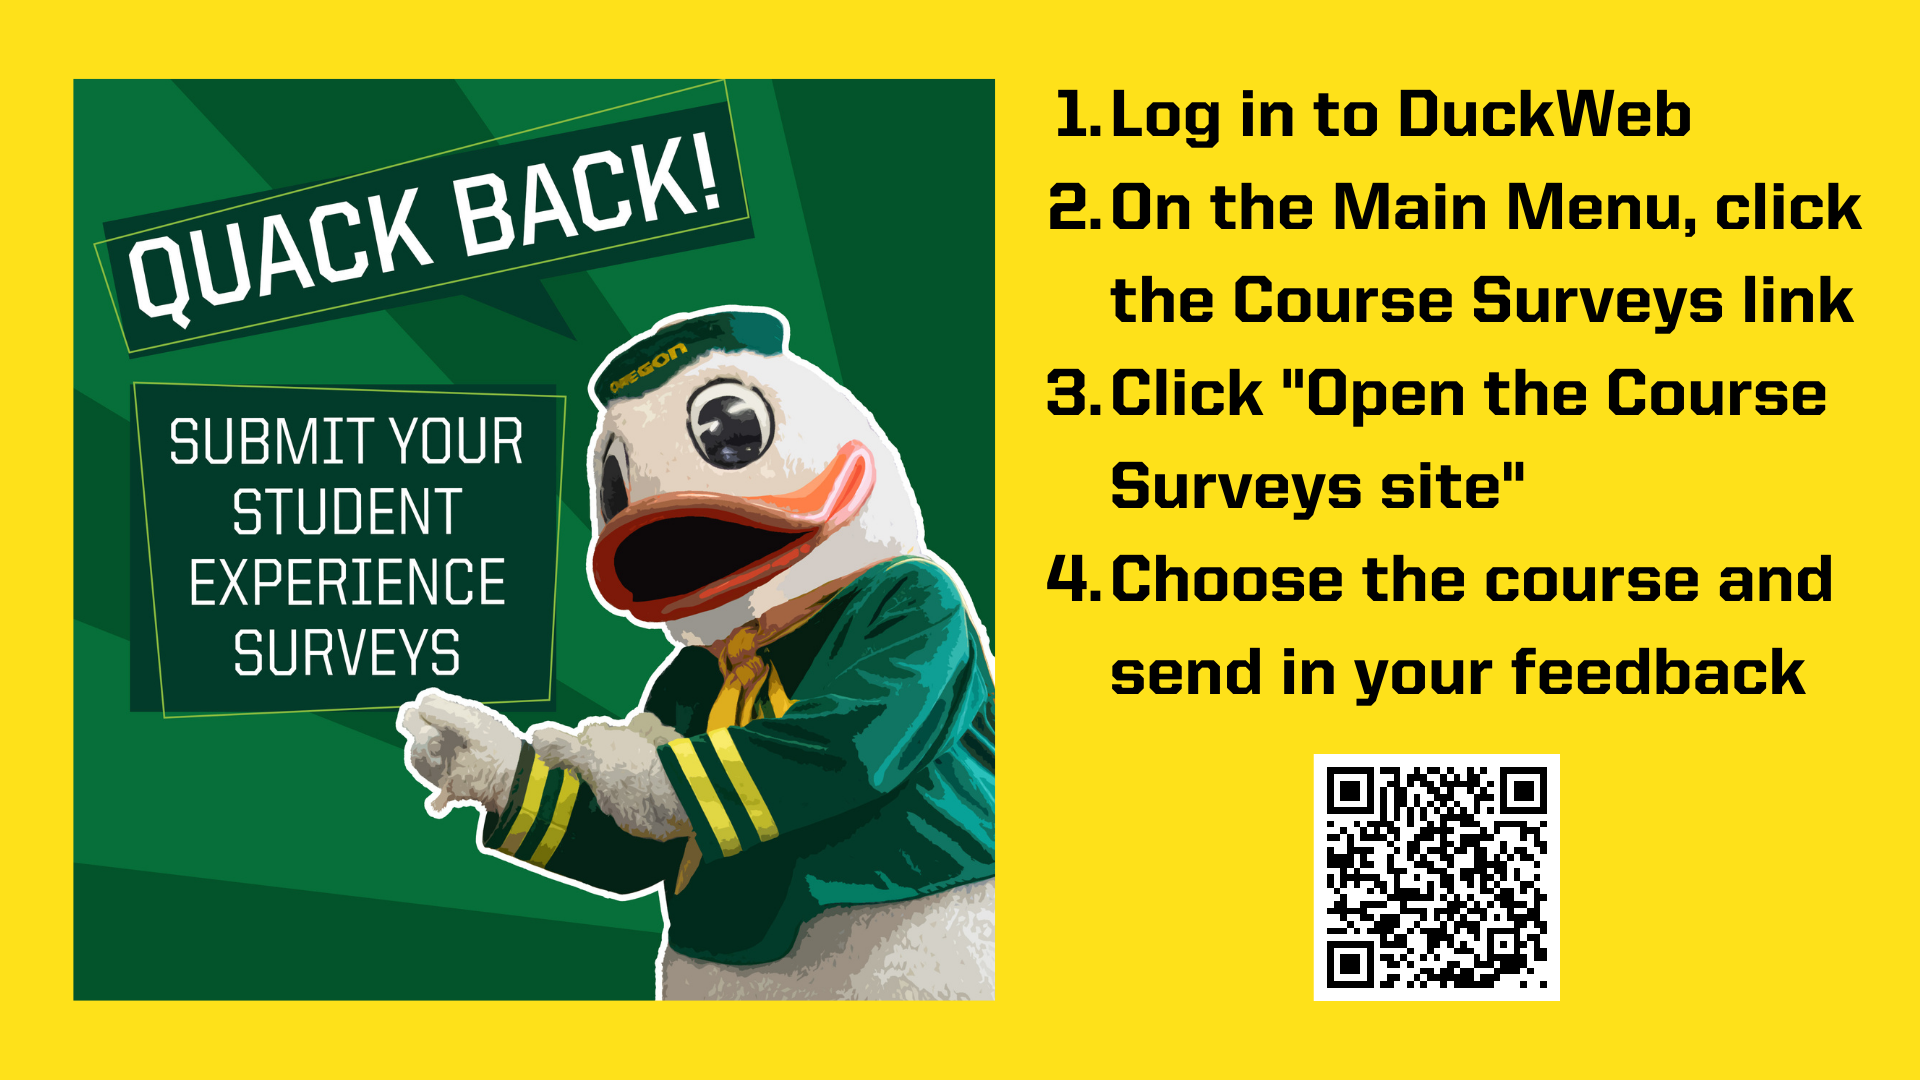 QUACK BACK!
SUBMIT YOUR
STUDENT
EXPERIENCE
SURVEYS
OREGON
1. Log in to DuckWeb
2. On the Main Menu, click
the Course Surveys link
3. Click "Open the Course
Surveys site"
4. Choose the course and
send in your feedback